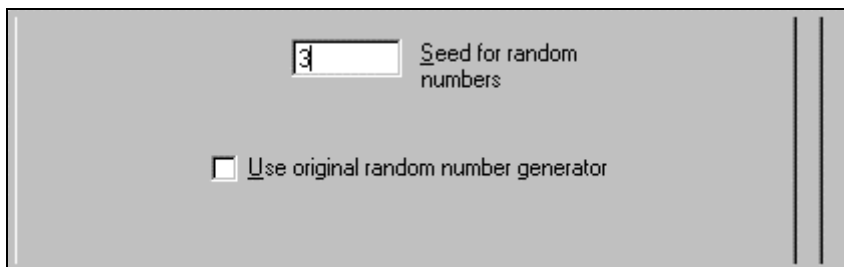 3 Seed for random
numbers
Use original random number generator